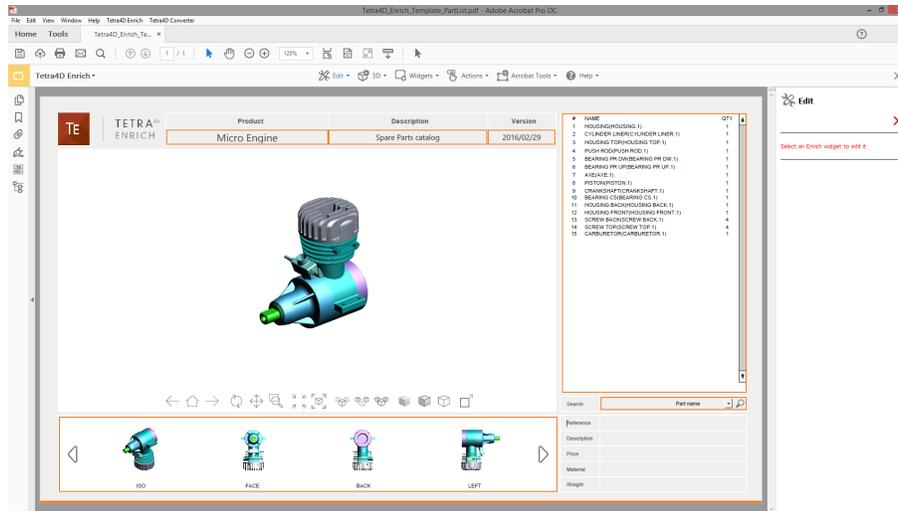 Tetra4D_Enrich_Template_PartList.pdf - Adobe Acrobat Pro DC
File Edit View Window Help Tetra4D Enrich Tetra4D Converter
Home Tools Tetra4D_Enrich_Te... ×
1 / 1 120%
Tetra4D Enrich Edit 3D Widgets Actions Acrobat Tools Help
Edit
Select an Enrich widget to edit it
TE TETRA4D ENRICH
Product Description Version
Micro Engine Spare Parts catalog 2016/02/29
# NAME QTY
1 HOUSING(HOUSING.1) 1
2 CYLINDER LINER(CYLINDER LINER.1) 1
3 HOUSING TOP(HOUSING TOP.1) 1
4 PUSH ROD(PUSH ROD.1) 1
5 BEARING PR DW(BEARING PR DW.1) 1
6 BEARING PR UP(BEARING PR UP.1) 1
7 AXE(AXE.1) 1
8 PISTON(PISTON.1) 1
9 CRANKSHAFT(CRANKSHAFT.1) 1
10 BEARING CS(BEARING CS.1) 1
11 HOUSING BACK(HOUSING BACK.1) 1
12 HOUSING FRONT(HOUSING FRONT.1) 1
13 SCREW BACK(SCREW BACK.1) 4
14 SCREW TOP(SCREW TOP.1) 4
15 CARBURETOR(CARBURETOR.1) 1
Search Part name
Reference
Description
Price
Material
Weight
ISO FACE BACK LEFT